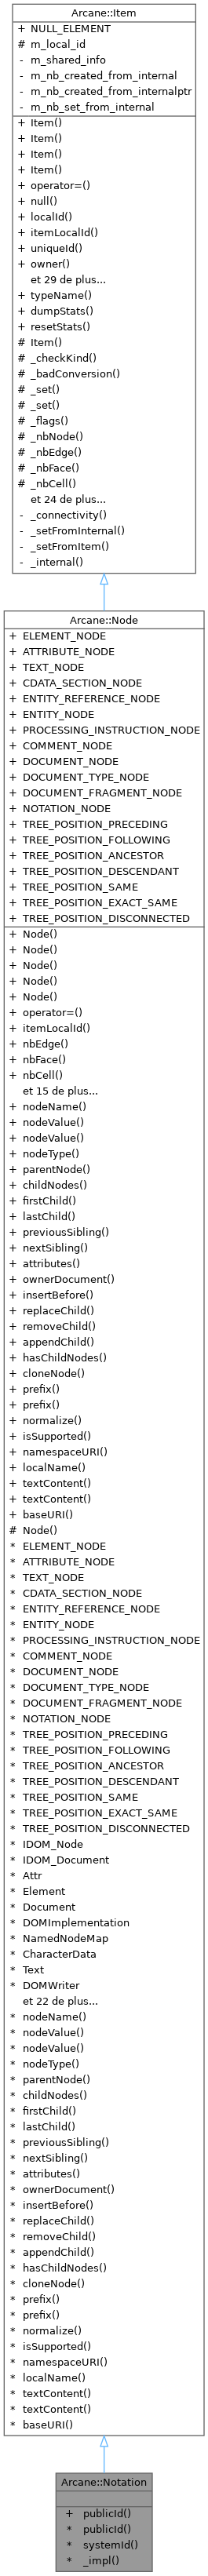 Arcane::Item
+ NULL_ELEMENT
# m_local_id
- m_shared_info
- m_nb_created_from_internal
- m_nb_created_from_internalptr
- m_nb_set_from_internal
+ Item()
+ Item()
+ Item()
+ Item()
+ operator=()
+ null()
+ localId()
+ itemLocalId()
+ uniqueId()
+ owner()
et 29 de plus...
+ typeName()
+ dumpStats()
+ resetStats()
# Item()
# _checkKind()
# _badConversion()
# _set()
# _set()
# _flags()
# _nbNode()
# _nbEdge()
# _nbFace()
# _nbCell()
et 24 de plus...
- _connectivity()
- _setFromInternal()
- _setFromItem()
- _internal()
Arcane::Node
+ ELEMENT_NODE
+ ATTRIBUTE_NODE
+ TEXT_NODE
+ CDATA_SECTION_NODE
+ ENTITY_REFERENCE_NODE
+ ENTITY_NODE
+ PROCESSING_INSTRUCTION_NODE
+ COMMENT_NODE
+ DOCUMENT_NODE
+ DOCUMENT_TYPE_NODE
+ DOCUMENT_FRAGMENT_NODE
+ NOTATION_NODE
+ TREE_POSITION_PRECEDING
+ TREE_POSITION_FOLLOWING
+ TREE_POSITION_ANCESTOR
+ TREE_POSITION_DESCENDANT
+ TREE_POSITION_SAME
+ TREE_POSITION_EXACT_SAME
+ TREE_POSITION_DISCONNECTED
+ Node()
+ Node()
+ Node()
+ Node()
+ Node()
+ operator=()
+ itemLocalId()
+ nbEdge()
+ nbFace()
+ nbCell()
et 15 de plus...
+ nodeName()
+ nodeValue()
+ nodeValue()
+ nodeType()
+ parentNode()
+ childNodes()
+ firstChild()
+ lastChild()
+ previousSibling()
+ nextSibling()
+ attributes()
+ ownerDocument()
+ insertBefore()
+ replaceChild()
+ removeChild()
+ appendChild()
+ hasChildNodes()
+ cloneNode()
+ prefix()
+ prefix()
+ normalize()
+ isSupported()
+ namespaceURI()
+ localName()
+ textContent()
+ textContent()
+ baseURI()
# Node()
* ELEMENT_NODE
* ATTRIBUTE_NODE
* TEXT_NODE
* CDATA_SECTION_NODE
* ENTITY_REFERENCE_NODE
* ENTITY_NODE
* PROCESSING_INSTRUCTION_NODE
* COMMENT_NODE
* DOCUMENT_NODE
* DOCUMENT_TYPE_NODE
* DOCUMENT_FRAGMENT_NODE
* NOTATION_NODE
* TREE_POSITION_PRECEDING
* TREE_POSITION_FOLLOWING
* TREE_POSITION_ANCESTOR
* TREE_POSITION_DESCENDANT
* TREE_POSITION_SAME
* TREE_POSITION_EXACT_SAME
* TREE_POSITION_DISCONNECTED
* IDOM_Node
* IDOM_Document
* Attr
* Element
* Document
* DOMImplementation
* NamedNodeMap
* CharacterData
* Text
* DOMWriter
et 22 de plus...
* nodeName()
* nodeValue()
* nodeValue()
* nodeType()
* parentNode()
* childNodes()
* firstChild()
* lastChild()
* previousSibling()
* nextSibling()
* attributes()
* ownerDocument()
* insertBefore()
* replaceChild()
* removeChild()
* appendChild()
* hasChildNodes()
* cloneNode()
* prefix()
* prefix()
* normalize()
* isSupported()
* namespaceURI()
* localName()
* textContent()
* textContent()
* baseURI()
Arcane::Notation
+ publicId()
* publicId()
* systemId()
* _impl()